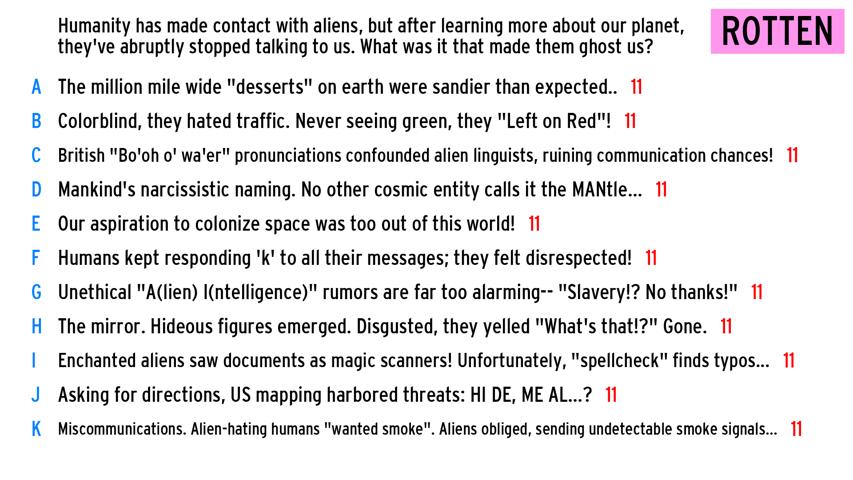 Humanity has made contact with aliens, but after learning more about our planet,
they've abruptly stopped talking to us. What was it that made them ghost us?
ROTTEN
A The million mile wide "desserts" on earth were sandier than expected.. 11
B Colorblind, they hated traffic. Never seeing green, they "Left on Red"! 11
C British "Bo'oh o' wa'er" pronunciations confounded alien linguists, ruining communication chances! 11
D Mankind's narcissistic naming. No other cosmic entity calls it the MANtle... 11
E Our aspiration to colonize space was too out of this world! 11
F Humans kept responding 'k' to all their messages; they felt disrespected! 11
G Unethical "A(lien) I(ntelligence)" rumors are far too alarming-- "Slavery!? No thanks!" 11
H The mirror. Hideous figures emerged. Disgusted, they yelled "What's that!?" Gone. 11
I Enchanted aliens saw documents as magic scanners! Unfortunately, "spellcheck" finds typos... 11
J Asking for directions, US mapping harbored threats: HI DE, ME AL...? 11
K Miscommunications. Alien-hating humans "wanted smoke". Aliens obliged, sending undetectable smoke signals... 11